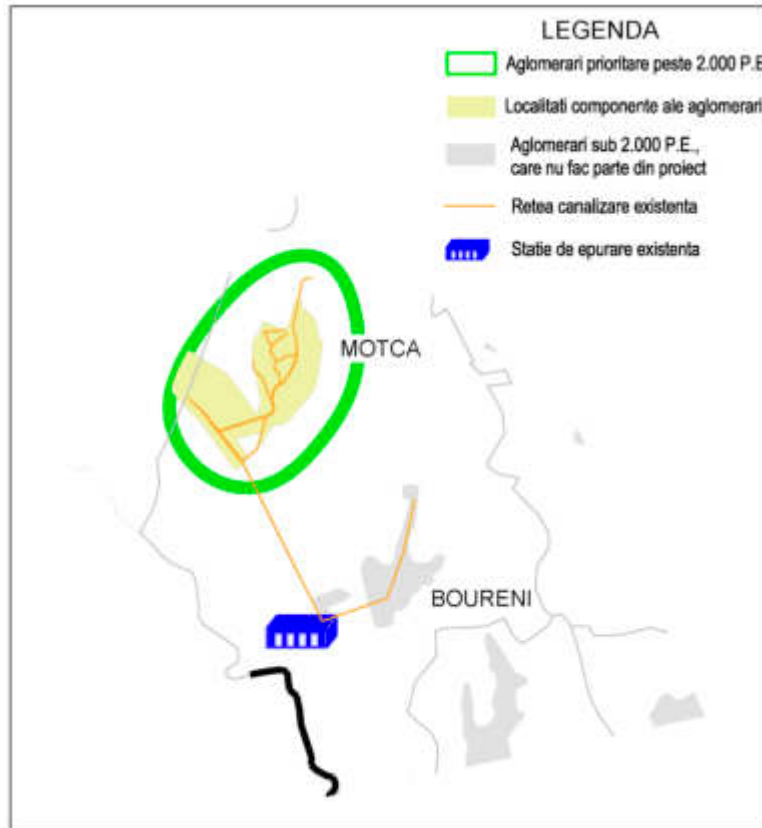 LEGENDA
Aglomerari prioritare peste 2.000 P.E
Localitati componente ale aglomerari
Aglomerari sub 2.000 P.E.,
care nu fac parte din proiect
Retea canalizare existenta
Statie de epurare existenta
MOTCA
BOURENI